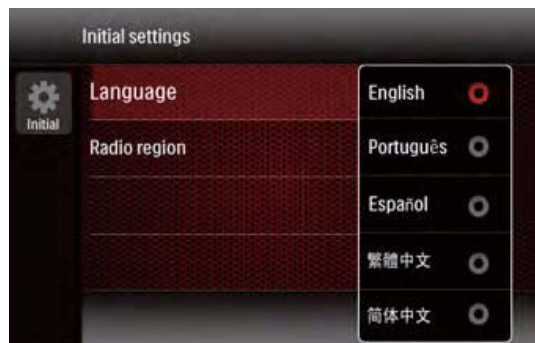 Initial settings
Initial
Language
Radio region
English
Português
Español
繁體中文
简体中文